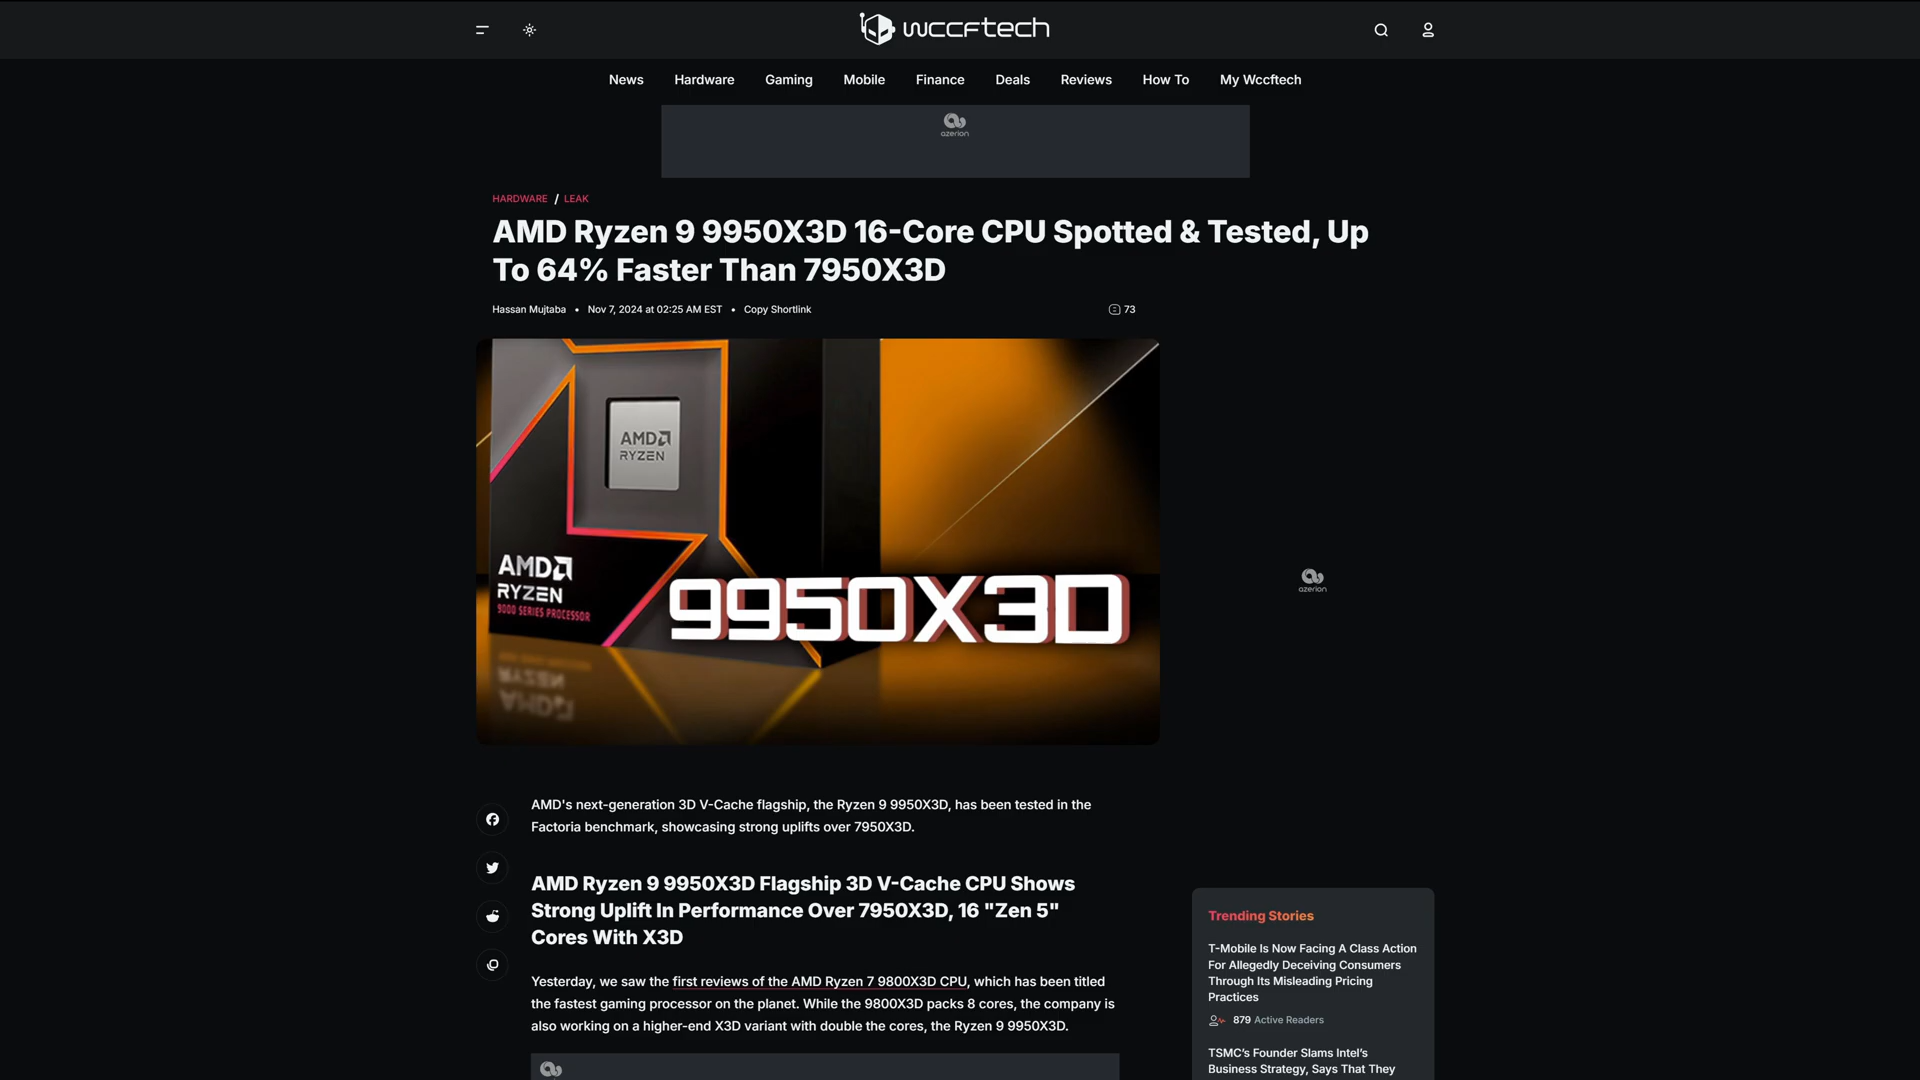 wccftech
News Hardware Gaming Mobile Finance Deals Reviews How To My Wccftech
azerion
HARDWARE / LEAK
AMD Ryzen 9 9950X3D 16-Core CPU Spotted & Tested, Up
To 64% Faster Than 7950X3D
Hassan Mujtaba • Nov 7, 2024 at 02:25 AM EST • Copy Shortlink
73
AMD
RYZEN
AMD
RYZEN
9000 SERIES PROCESSOR
9950X3D
azerion
AMD's next-generation 3D V-Cache flagship, the Ryzen 9 9950X3D, has been tested in the
Factoria benchmark, showcasing strong uplifts over 7950X3D.
AMD Ryzen 9 9950X3D Flagship 3D V-Cache CPU Shows
Strong Uplift In Performance Over 7950X3D, 16 "Zen 5"
Cores With X3D
Yesterday, we saw the first reviews of the AMD Ryzen 7 9800X3D CPU, which has been titled
the fastest gaming processor on the planet. While the 9800X3D packs 8 cores, the company is
also working on a higher-end X3D variant with double the cores, the Ryzen 9 9950X3D.
Trending Stories
T-Mobile Is Now Facing A Class Action
For Allegedly Deceiving Consumers
Through Its Misleading Pricing
Practices
879 Active Readers
TSMC's Founder Slams Intel's
Business Strategy, Says That They